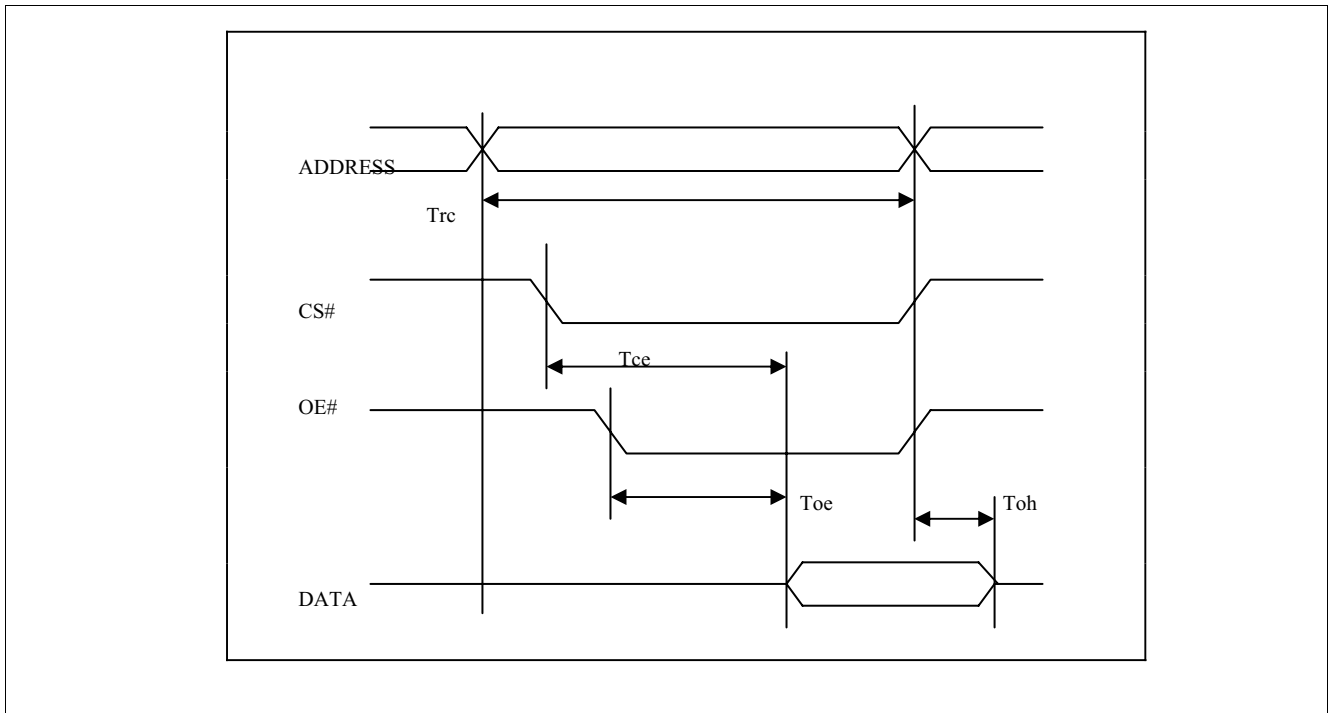 ADDRESS
Trc
CS#
Tce
OE#
Toe
Toh
DATA